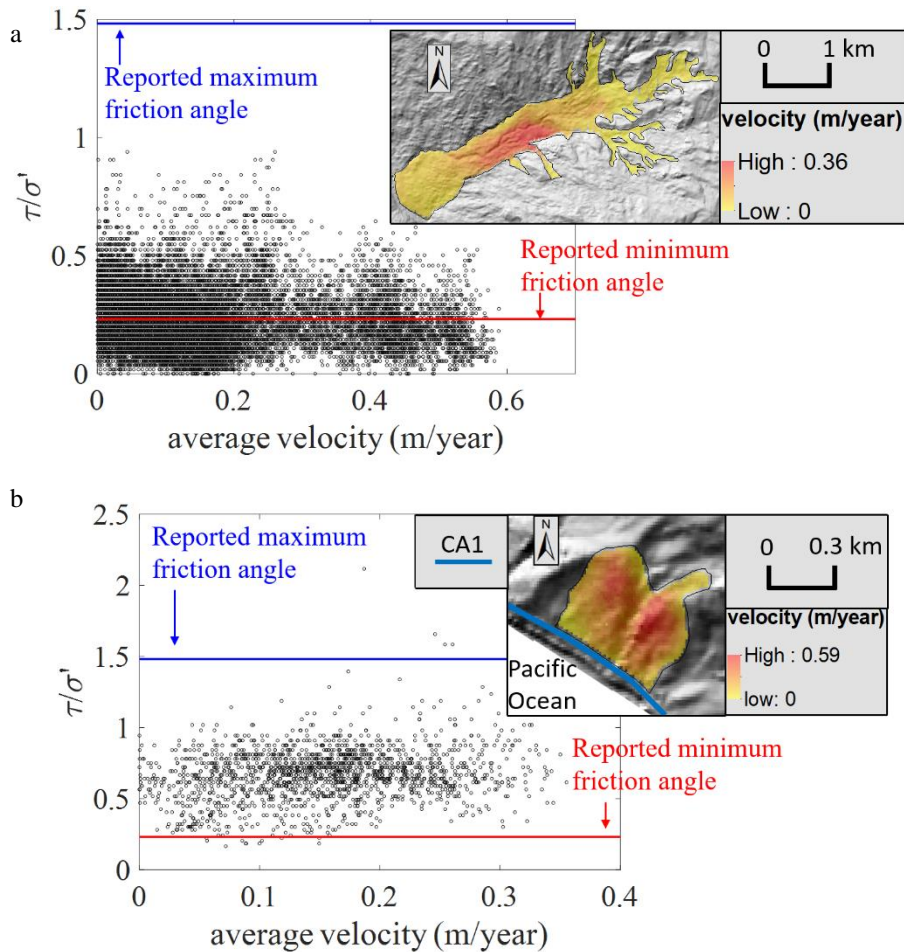 a
1.5
1
0.5
0
τ/σ'
Reported maximum
friction angle
Reported minimum
friction angle
0
0.2
0.4
0.6
average velocity (m/year)
N
0 1 km
velocity (m/year)
High : 0.36
Low : 0
b
2.5
2
1.5
1
0.5
0
τ/σ'
Reported maximum
friction angle
CA1
N
Pacific
Ocean
0 0.3 km
velocity (m/year)
High : 0.59
low: 0
Reported minimum
friction angle
0
0.1
0.2
0.3
0.4
average velocity (m/year)